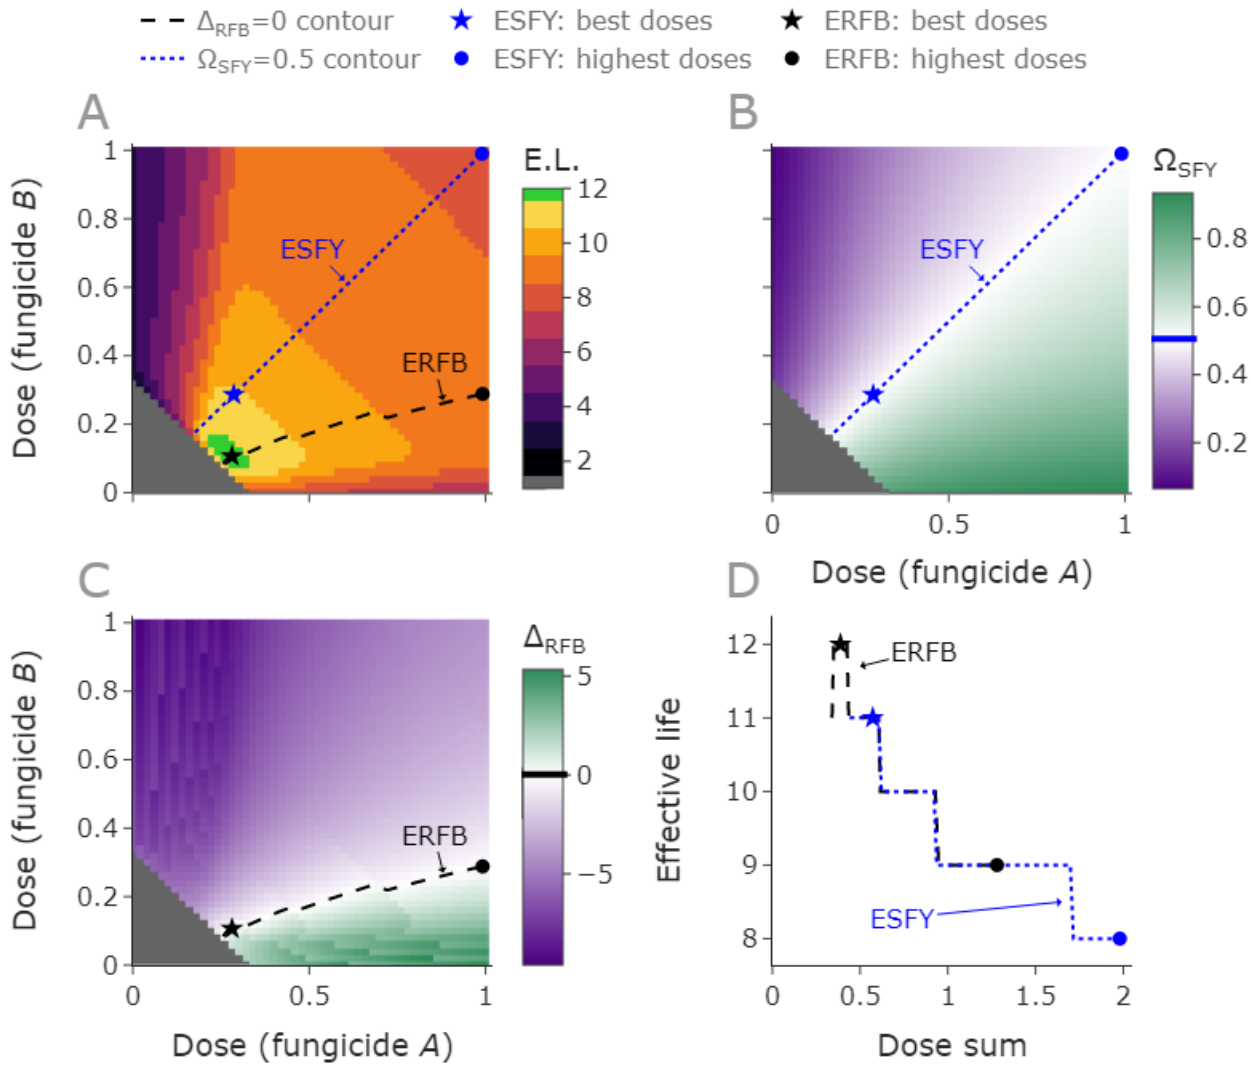 Δ_RFB=0 contour ESFY: best doses ERFB: best doses
Ω_SFY=0.5 contour ESFY: highest doses ERFB: highest doses
A
B
E.L.
Ω_SFY
Dose (fungicide B)
1
0.8
0.6
0.4
0.2
0
ESFY
ERFB
12
10
8
6
4
2
ESFY
0.8
0.6
0.4
0.2
0 0.5 1
Dose (fungicide A)
C
D
Δ_RFB
Dose (fungicide B)
1
0.8
0.6
0.4
0.2
0
ERFB
5
0
−5
0 0.5 1
Dose (fungicide A)
Effective life
12
11
10
9
8
ERFB
ESFY
0 0.5 1 1.5 2
Dose sum